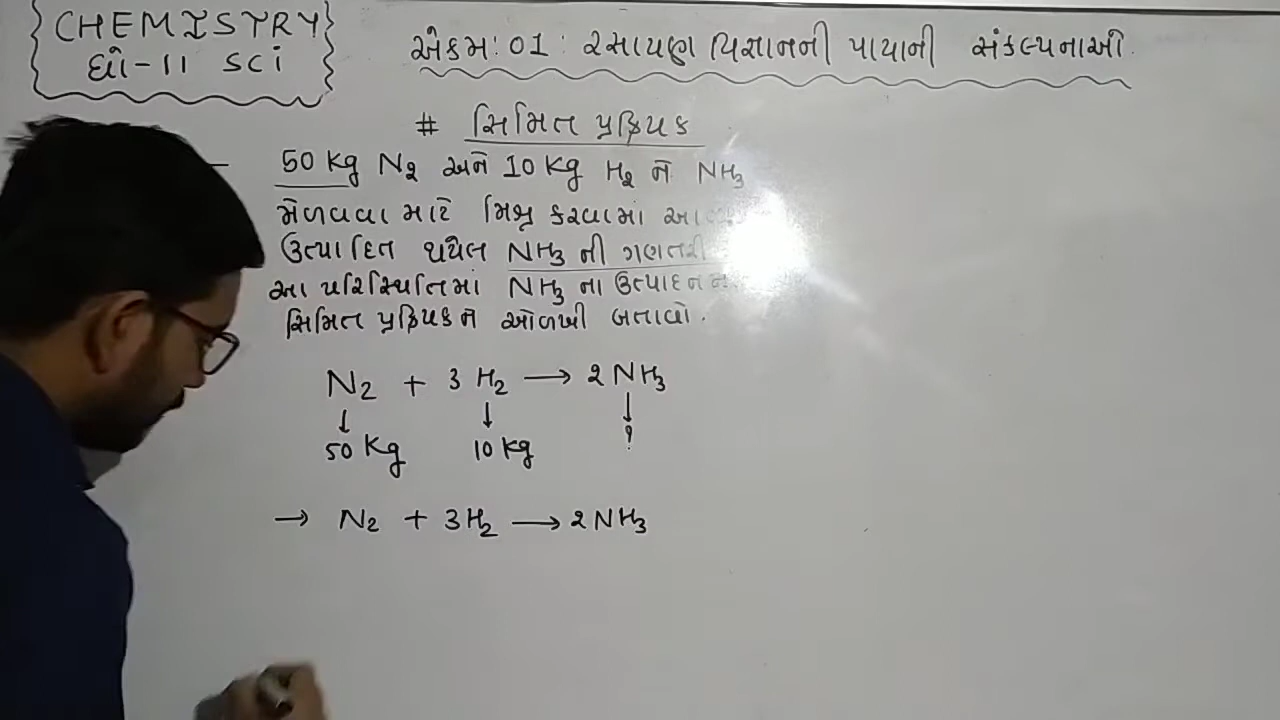 CHEMISTRY
ધો-11 SCI
એકમ: 01: રસાયણ વિજ્ઞાનની પાયાની સંકલ્પનાઓ.
# સિમિત પ્રક્રિયક
50 Kg N₂ અને 10 Kg H₂ ને NH₃
મેળવવા માટે મિશ્ર કરવામાં
ઉત્પાદિત થયેલ NH₃ ની ગણતરી
આ પરિસ્થિતિમાં NH₃ ના ઉત્પાદન
સિમિત પ્રક્રિયકને ઓળખી બતાવો.
N₂ + 3 H₂ ⟶ 2 NH₃
↓ ↓ ↓
50 Kg 10 Kg ?
→ N₂ + 3H₂ ⟶ 2NH₃